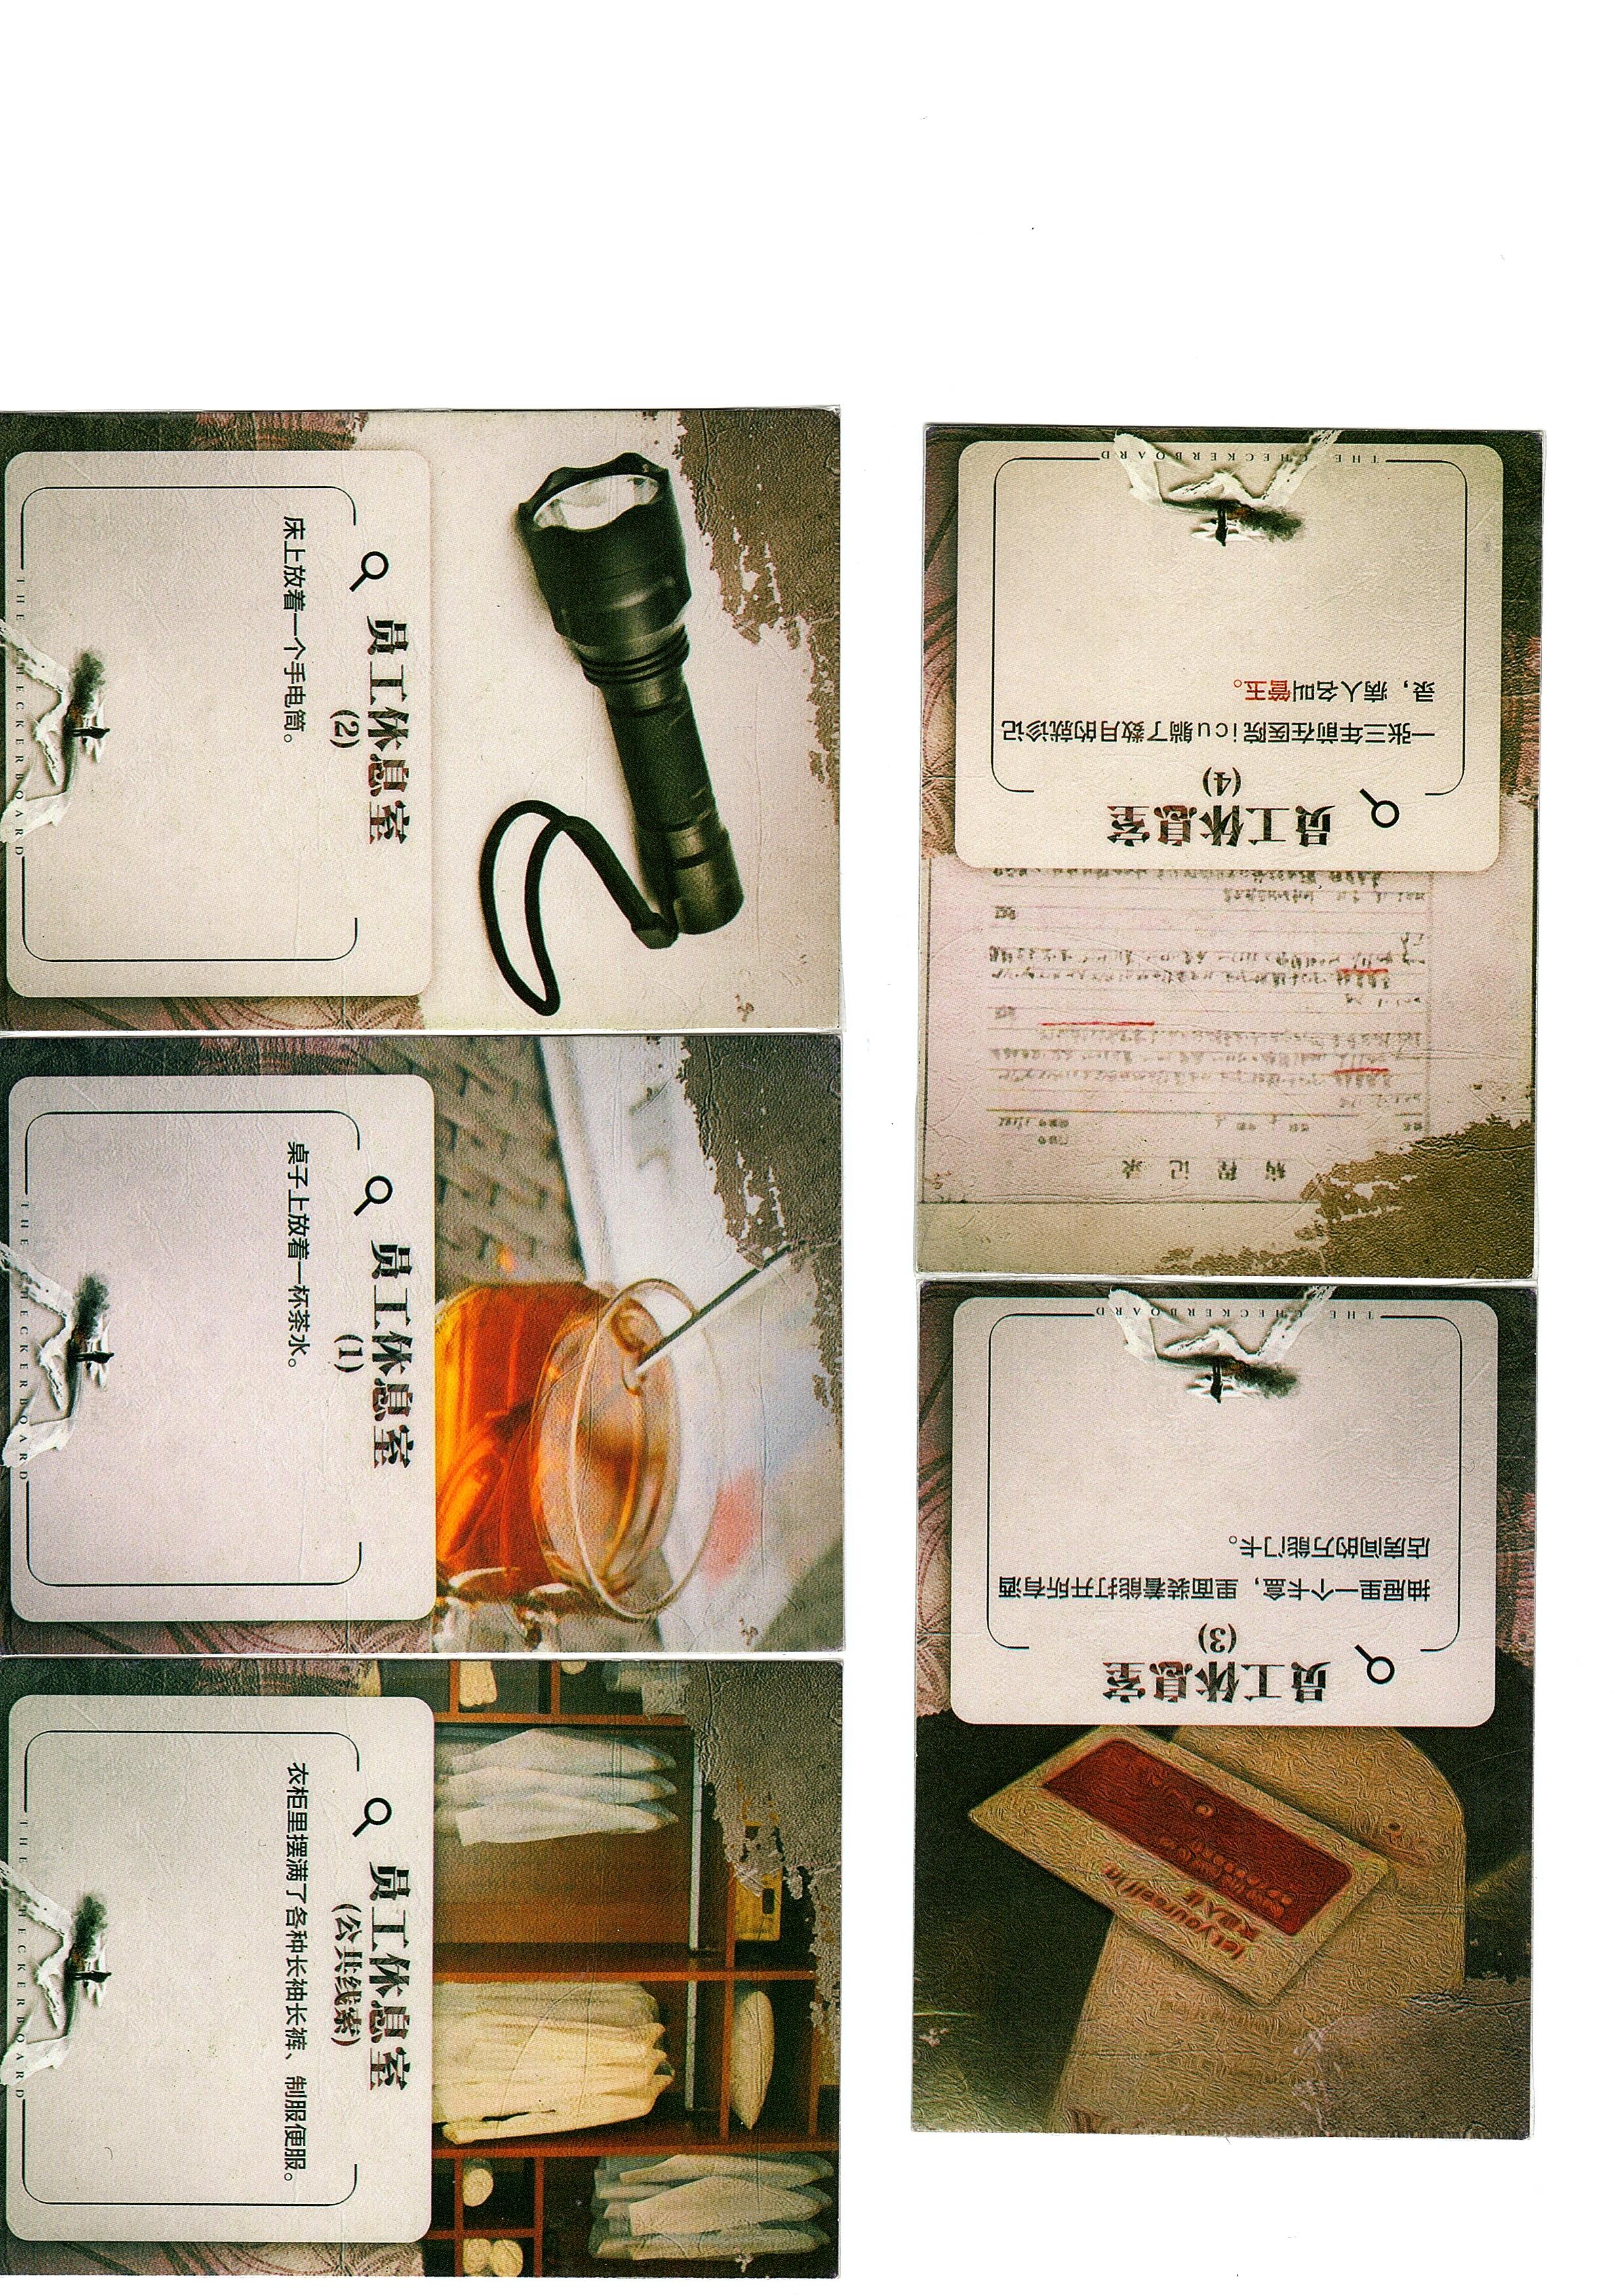 员工休息室
(4)
一张三年前在医院icu躺了数月的就诊记
录，病人名叫管玉。
THE CHECKERBOARD
病程记录
员工休息室
(3)
抽屉里一个卡盒，里面装着能打开所有酒
店房间的万能门卡。
THE CHECKERBOARD
let yourself in
员工休息室
(2)
床上放着一个手电筒。
THE CHECKERBOARD
员工休息室
(1)
桌子上放着一杯茶水。
THE CHECKERBOARD
员工休息室
(公共线索)
衣柜里摆满了各种长袖长裤、制服便服。
THE CHECKERBOARD